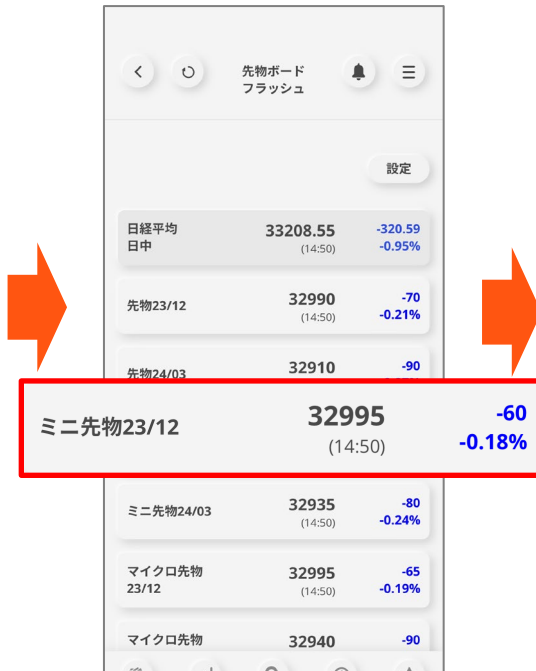 先物ボード
フラッシュ
設定
日経平均
日中
33208.55
(14:50)
-320.59
-0.95%
先物23/12
32990
(14:50)
-70
-0.21%
先物24/03
32910
-90
ミニ先物23/12
32995
(14:50)
-60
-0.18%
ミニ先物24/03
32935
(14:50)
-80
-0.24%
マイクロ先物
23/12
32995
(14:50)
-65
-0.19%
マイクロ先物
32940
-90